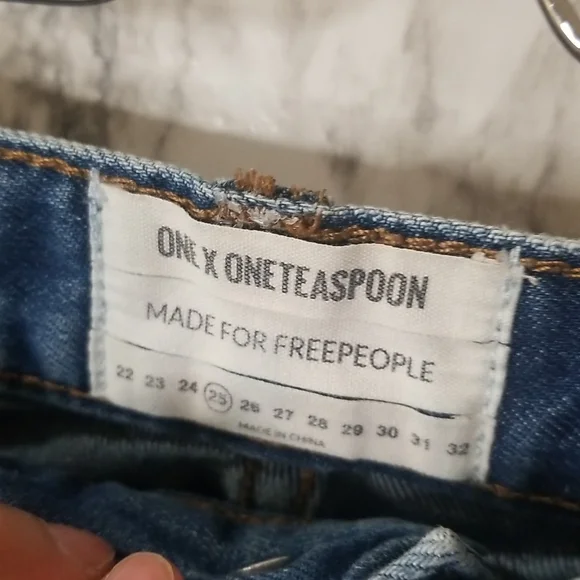 ONE X ONETEASPOON
MADE FOR FREEPEOPLE
22 23 24 25 26 27 28 29 30 31 32
MADE IN CHINA